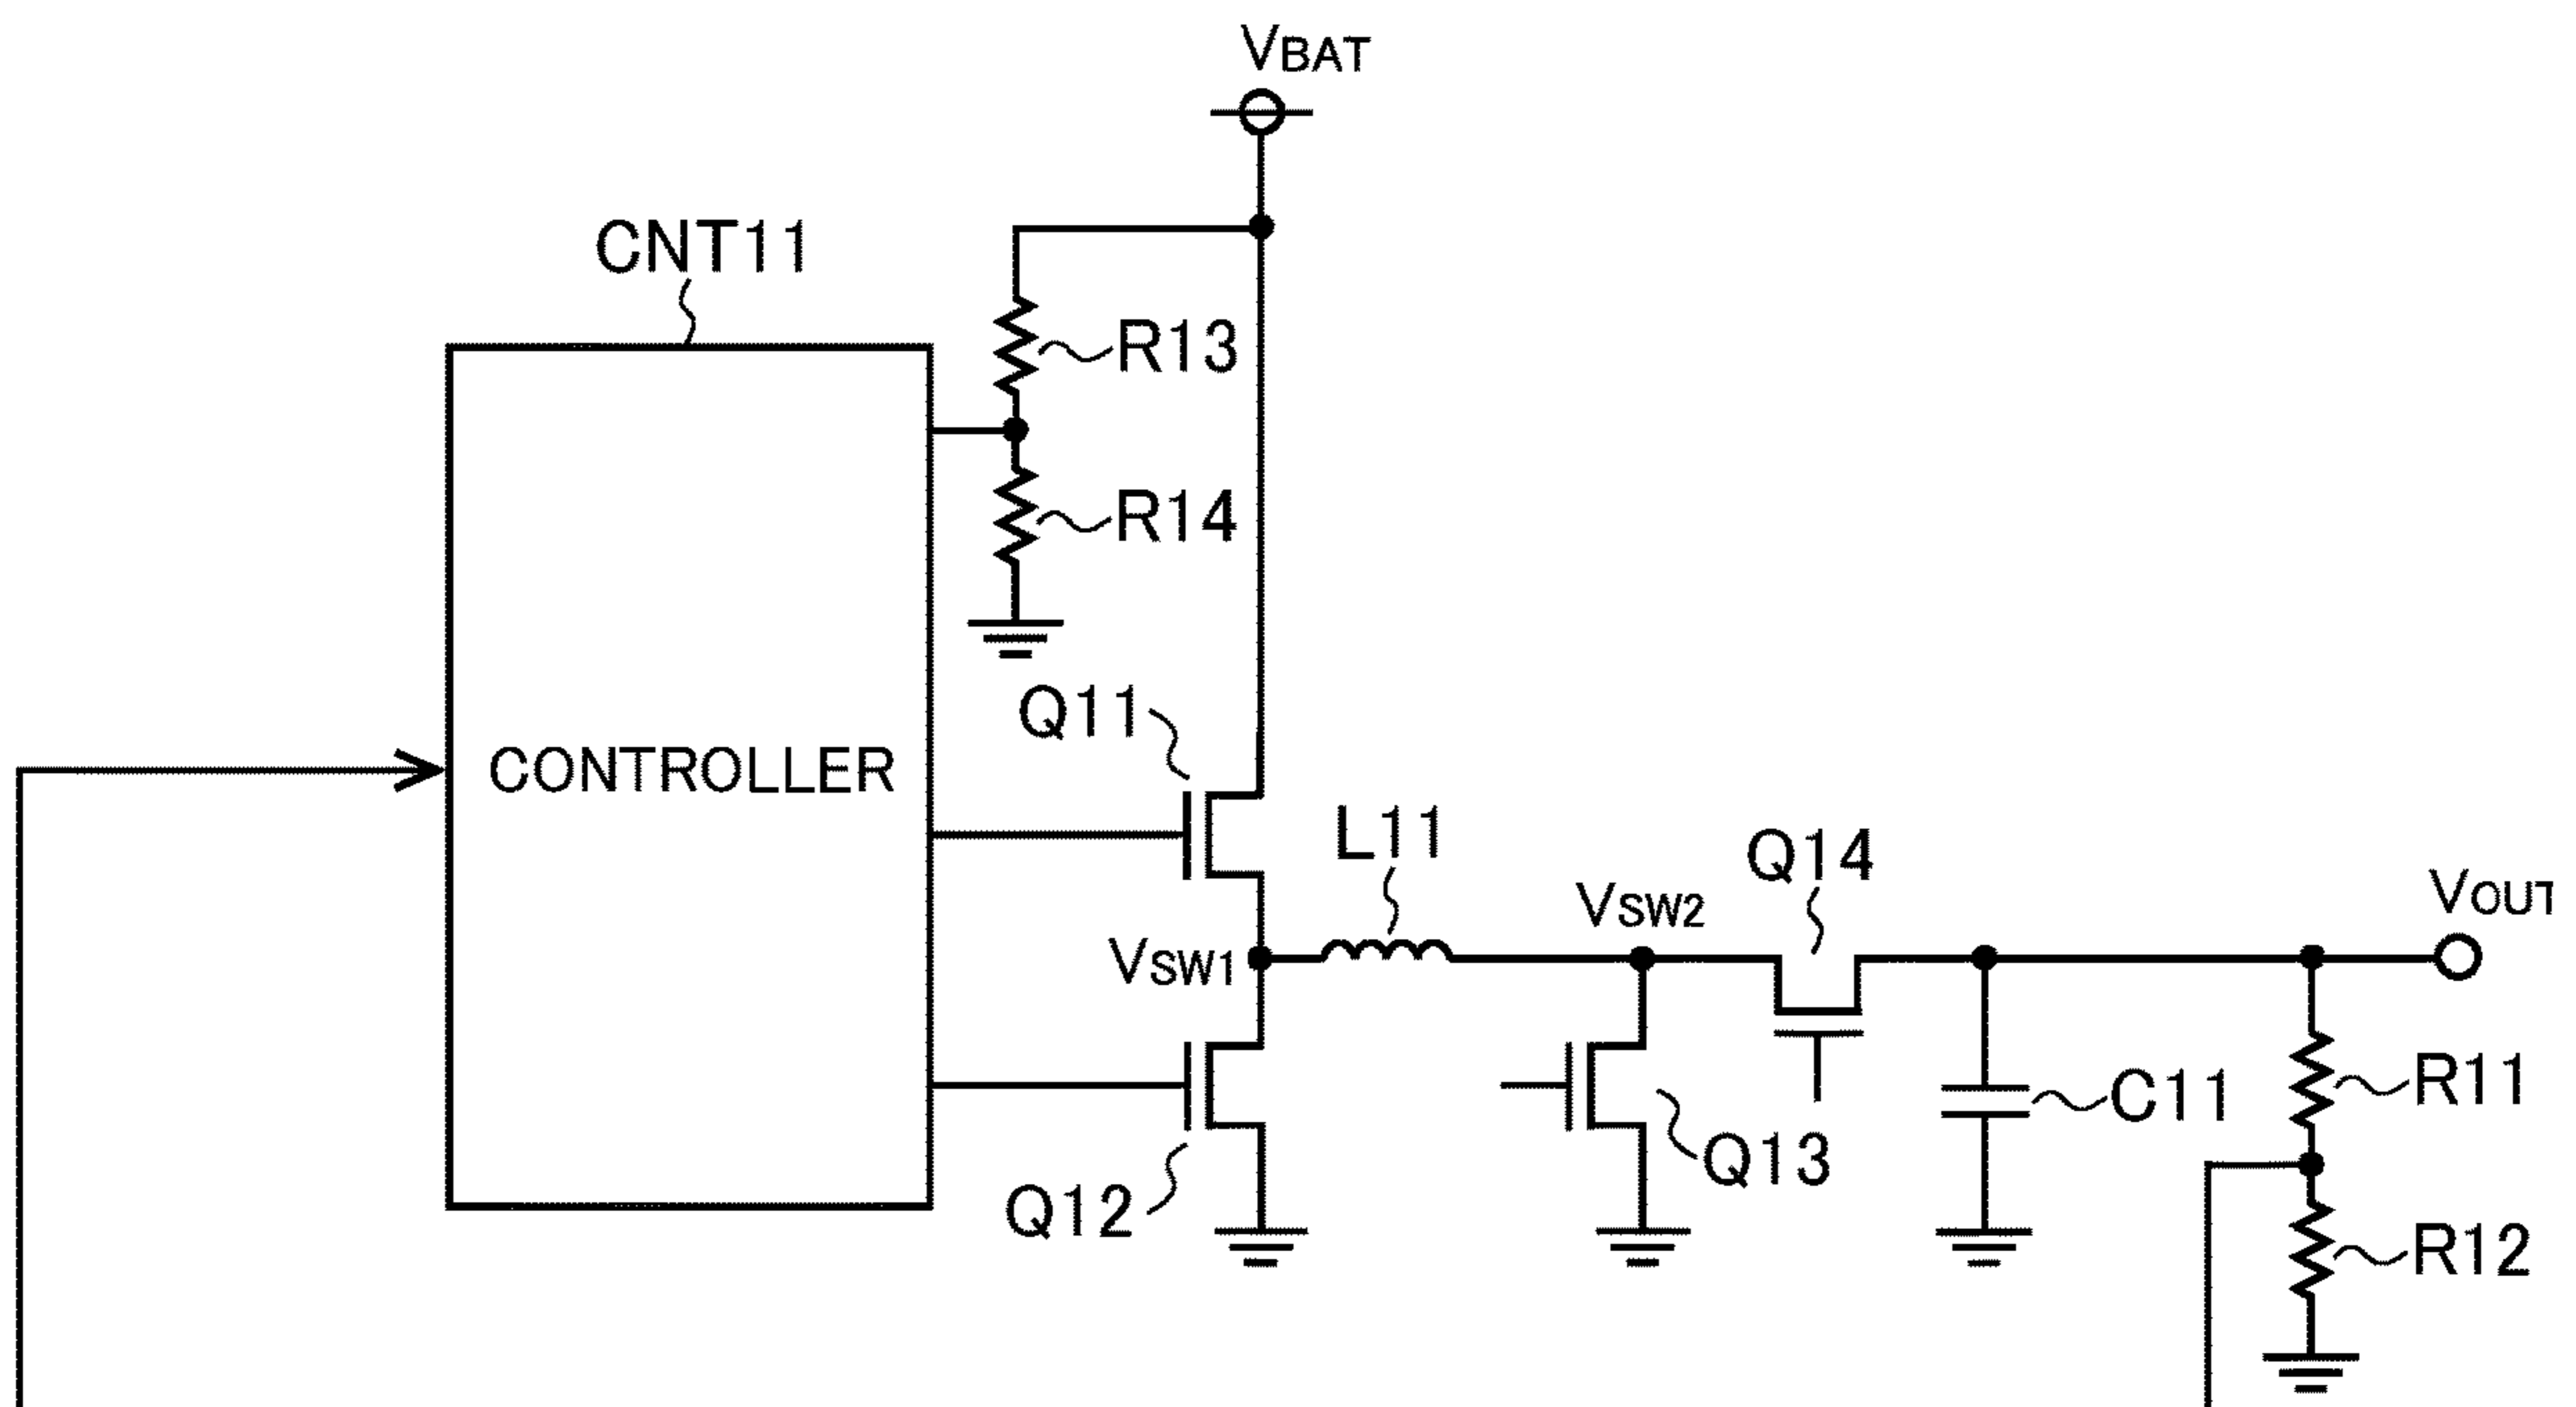 VBAT
CNT11
R13
R14
Q11
CONTROLLER
L11
Q14
VSW2
VOUT
VSW1
R11
C11
Q13
Q12
R12